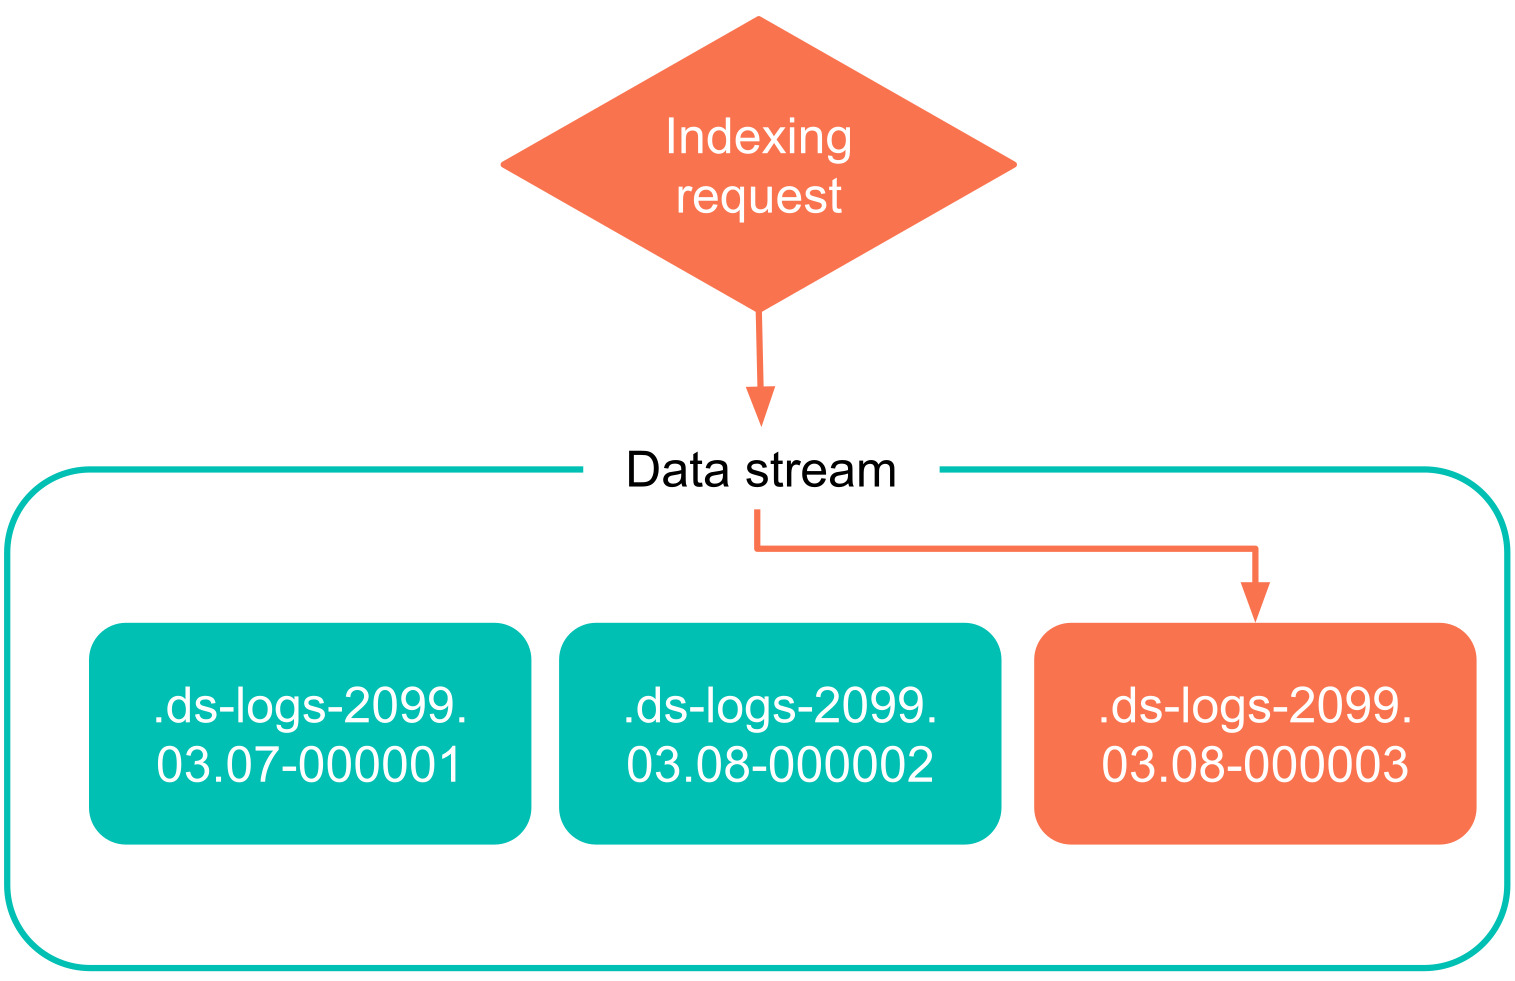 Indexing
request
Data stream
.ds-logs-2099.
03.07-000001
.ds-logs-2099.
03.08-000002
.ds-logs-2099.
03.08-000003